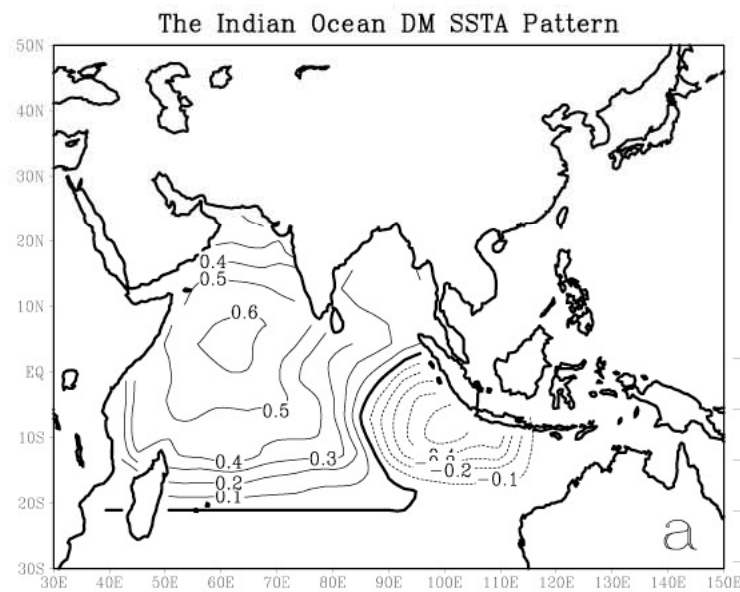 The Indian Ocean DM SSTA Pattern
50N
40N
30N
20N
0.4
0.5
10N
0.6
EQ
0.5
10S
0.4
0.3
-0.4
0.2
-0.2
-0.1
0.1
20S
a
30S
30E 40E 50E 60E 70E 80E 90E 100E 110E 120E 130E 140E 150E